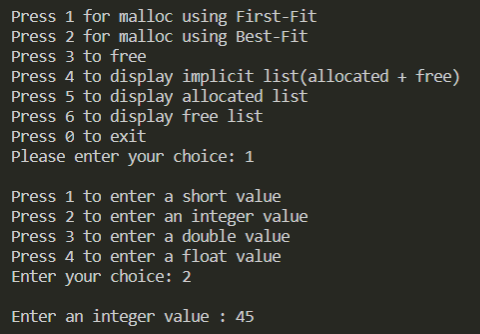 Press 1 for malloc using First-Fit
Press 2 for malloc using Best-Fit
Press 3 to free
Press 4 to display implicit list(allocated + free)
Press 5 to display allocated list
Press 6 to display free list
Press 0 to exit
Please enter your choice: 1
Press 1 to enter a short value
Press 2 to enter an integer value
Press 3 to enter a double value
Press 4 to enter a float value
Enter your choice: 2
Enter an integer value : 45